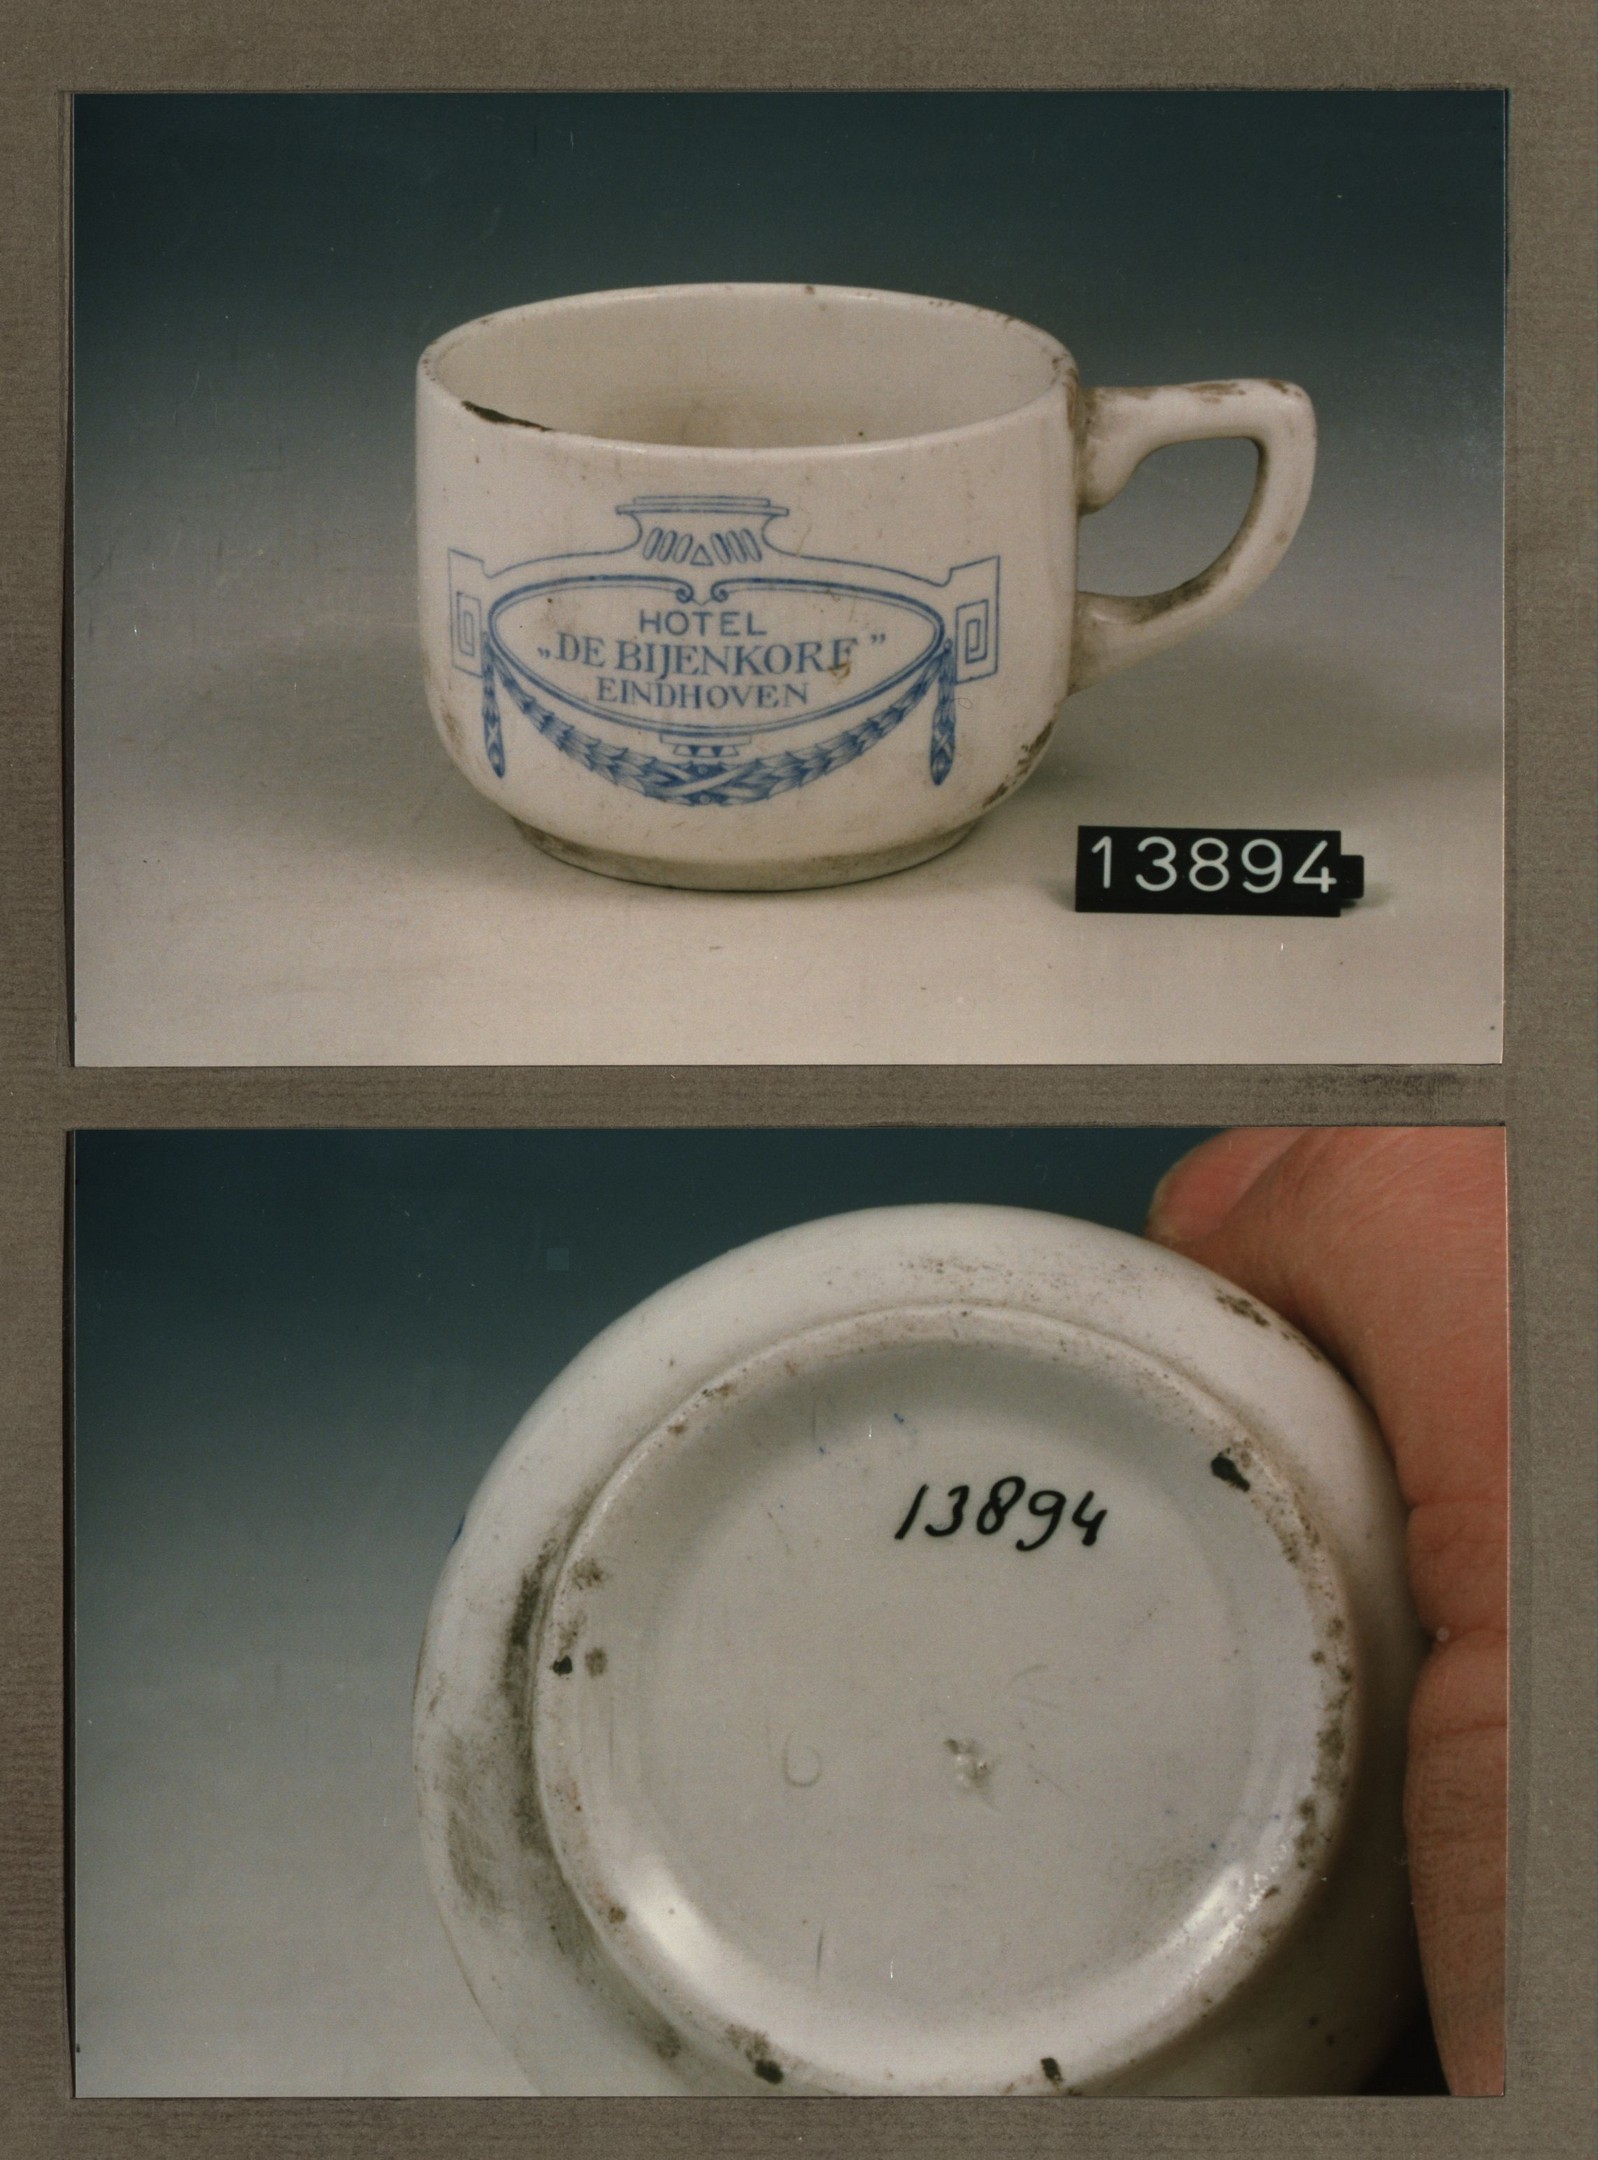 HOTEL
„DE BIJENKORF”
EINDHOVEN
13894
13894